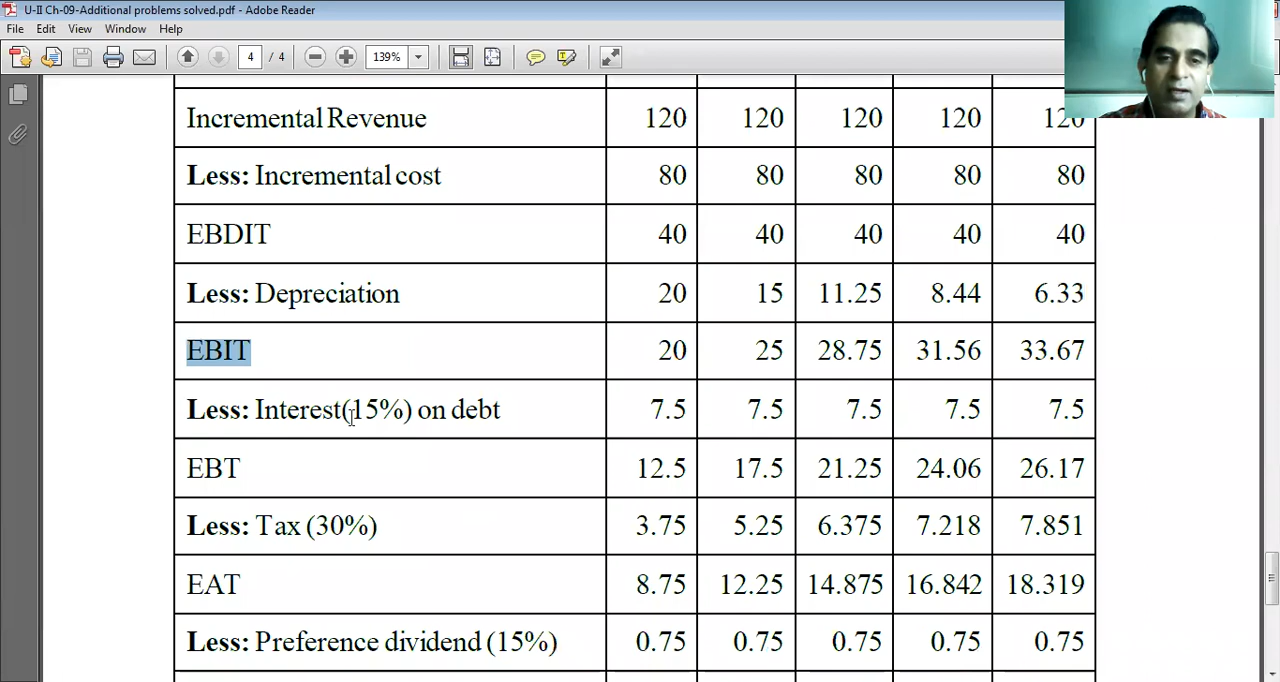 U-II Ch-09-Additional problems solved.pdf - Adobe Reader
File Edit View Window Help
4 / 4 139%
Incremental Revenue 120 120 120 120 120
Less: Incremental cost 80 80 80 80 80
EBDIT 40 40 40 40 40
Less: Depreciation 20 15 11.25 8.44 6.33
EBIT 20 25 28.75 31.56 33.67
Less: Interest(15%) on debt 7.5 7.5 7.5 7.5 7.5
EBT 12.5 17.5 21.25 24.06 26.17
Less: Tax (30%) 3.75 5.25 6.375 7.218 7.851
EAT 8.75 12.25 14.875 16.842 18.319
Less: Preference dividend (15%) 0.75 0.75 0.75 0.75 0.75